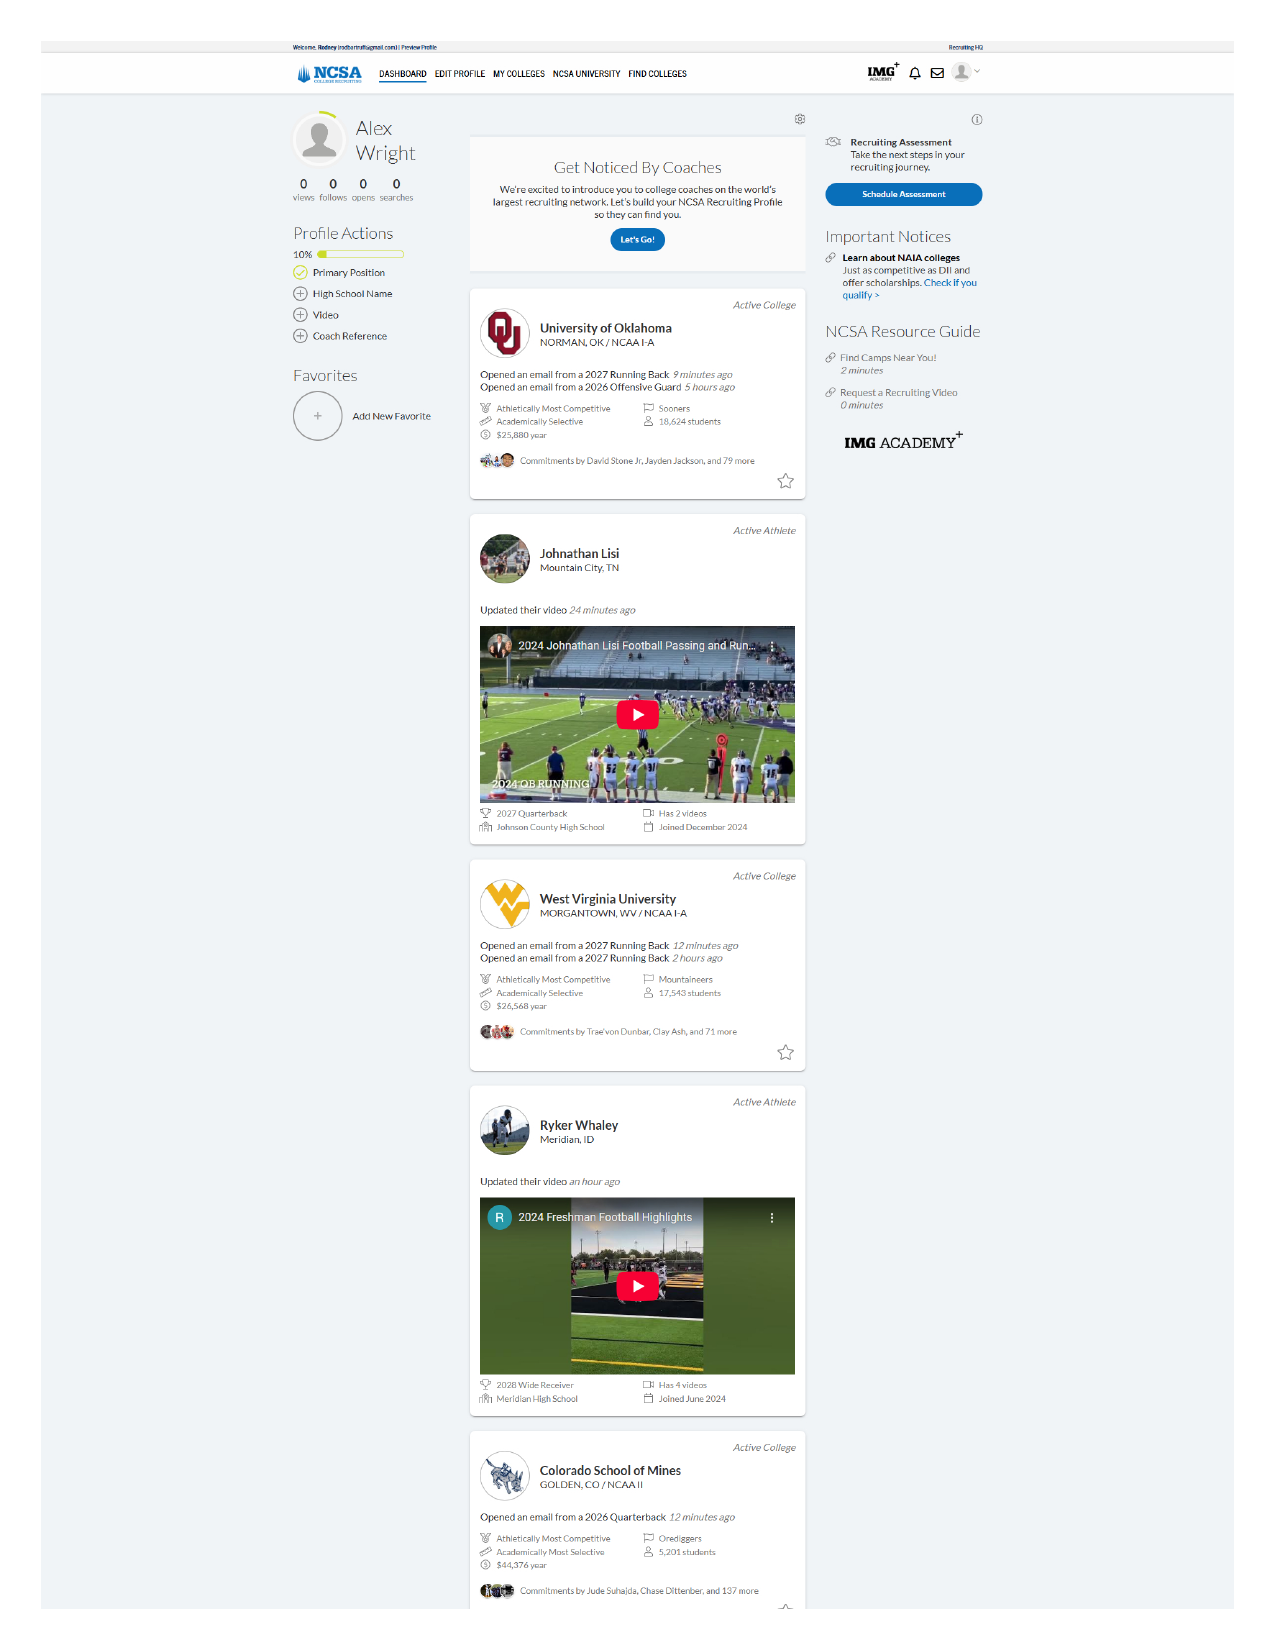 Welcome, Rodney | Preview Profile
Recruiting HQ
NCSA
COLLEGE RECRUITING
DASHBOARD
EDIT PROFILE
MY COLLEGES
NCSA UNIVERSITY
FIND COLLEGES
IMG+
ACADEMY
Alex
Wright
0 0 0 0
views follows opens searches
Profile Actions
10%
Primary Position
High School Name
Video
Coach Reference
Favorites
+ Add New Favorite
Get Noticed By Coaches
We're excited to introduce you to college coaches on the world's
largest recruiting network. Let's build your NCSA Recruiting Profile
so they can find you.
Let's Go!
Active College
University of Oklahoma
NORMAN, OK / NCAA I-A
Opened an email from a 2027 Running Back 9 minutes ago
Opened an email from a 2026 Offensive Guard 5 hours ago
Athletically Most Competitive
Sooners
Academically Selective
18,624 students
$25,880 year
Commitments by David Stone Jr, Jayden Jackson, and 79 more
Active Athlete
Johnathan Lisi
Mountain City, TN
Updated their video 24 minutes ago
2024 Johnathan Lisi Football Passing and Run...
2024 QB RUNNING
2027 Quarterback
Has 2 videos
Johnson County High School
Joined December 2024
Active College
West Virginia University
MORGANTOWN, WV / NCAA I-A
Opened an email from a 2027 Running Back 12 minutes ago
Opened an email from a 2027 Running Back 2 hours ago
Athletically Most Competitive
Mountaineers
Academically Selective
17,543 students
$26,568 year
Commitments by Trae'von Dunbar, Clay Ash, and 71 more
Active Athlete
Ryker Whaley
Meridian, ID
Updated their video an hour ago
R
2024 Freshman Football Highlights
2028 Wide Receiver
Has 4 videos
Meridian High School
Joined June 2024
Active College
Colorado School of Mines
GOLDEN, CO / NCAA II
Opened an email from a 2026 Quarterback 12 minutes ago
Athletically Most Competitive
Orediggers
Academically Most Selective
5,201 students
$44,376 year
Commitments by Jude Suhajda, Chase Dittenber, and 137 more
Recruiting Assessment
Take the next steps in your
recruiting journey.
Schedule Assessment
Important Notices
Learn about NAIA colleges
Just as competitive as DII and
offer scholarships. Check if you
qualify >
NCSA Resource Guide
Find Camps Near You!
2 minutes
Request a Recruiting Video
0 minutes
IMG ACADEMY+